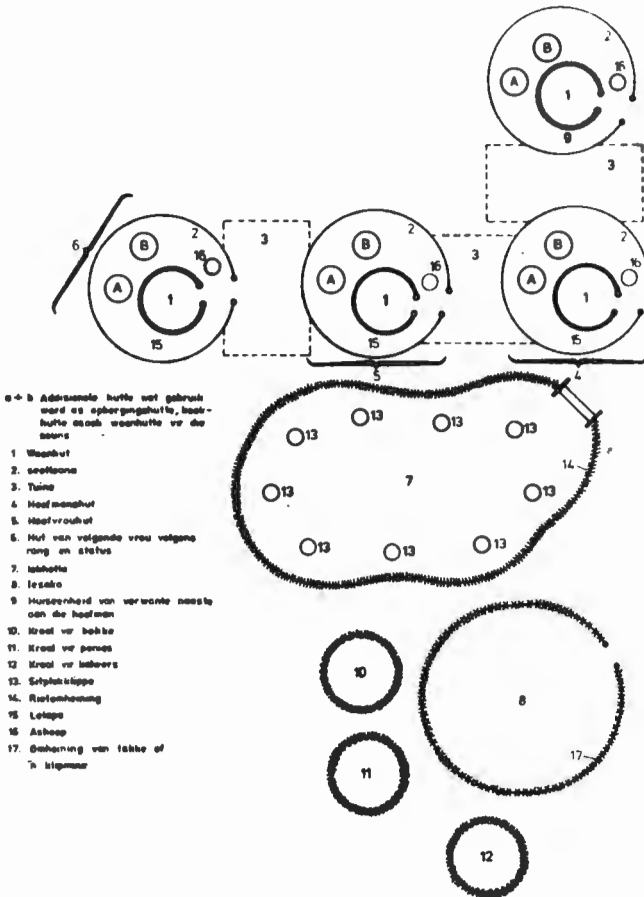 2
B
A
16
1
9
3
6
2
B
16
A
1
15
3
2
B
16
A
1
15
3
2
B
16
A
1
15
5
4
a + b Addisionele hutte wat gebruik
word as opbergingshutte, kook-
hutte asook woonhutte vir die
seuns
1 Woonhut
2. seotloana
3. Tuine
4 Hoofmanshut
5. Hoofvrouhut
6. Hut van volgende vrou volgens
rang en status
7. lekhotla
8. lesaka
9 Huiseenheid van verwante naaste
aan die hoofman
10. Kraal vir bokke
11. Kraal vir ponies
12 Kraal vir kalwers
13. Sitplekklippe
14. Rietomheining
15 Lelapa
16 Ashoop
17. Omheining van takke of
'n klipmuur
13
13
13
13
13
7
14
13
13
13
13
10
8
11
17
12